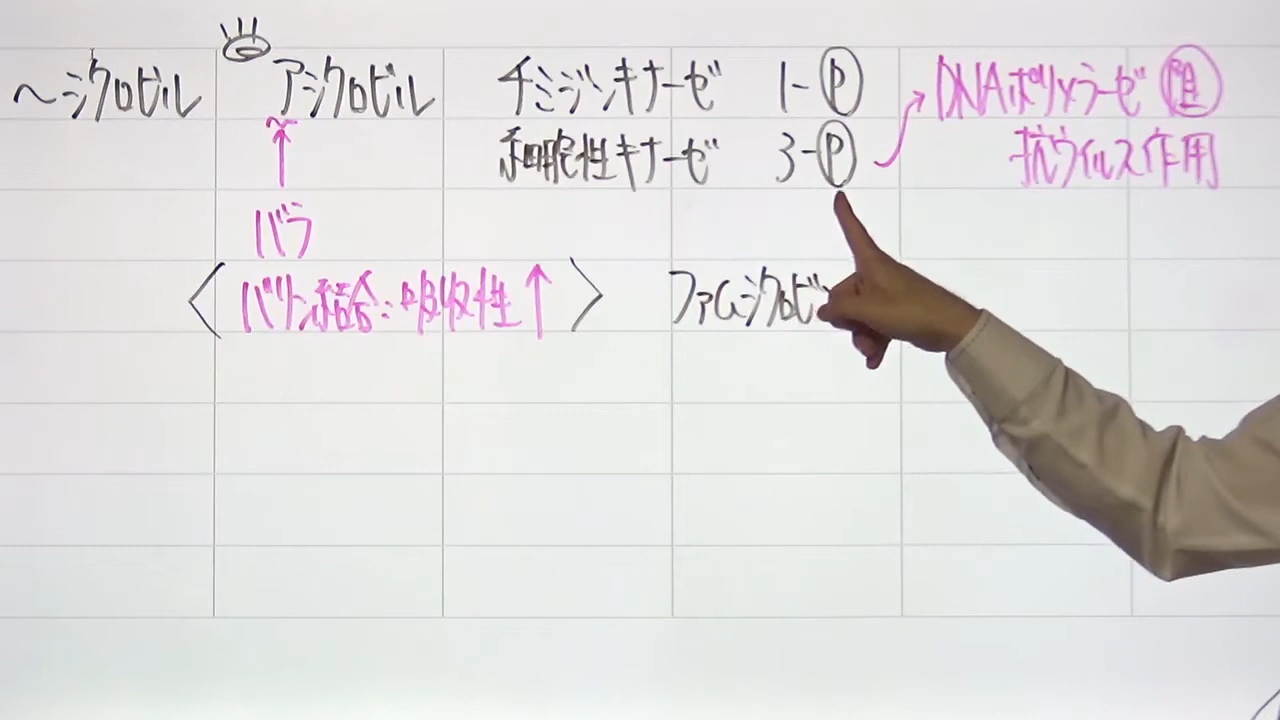 ～シクロビル アシクロビル チミジンキナーゼ 1-Ⓟ DNAポリメラーゼ 阻
細胞性キナーゼ 3-Ⓟ 抗ウイルス作用
↑
バラ
〈バリン結合:吸収性↑〉 ファムシクロビ